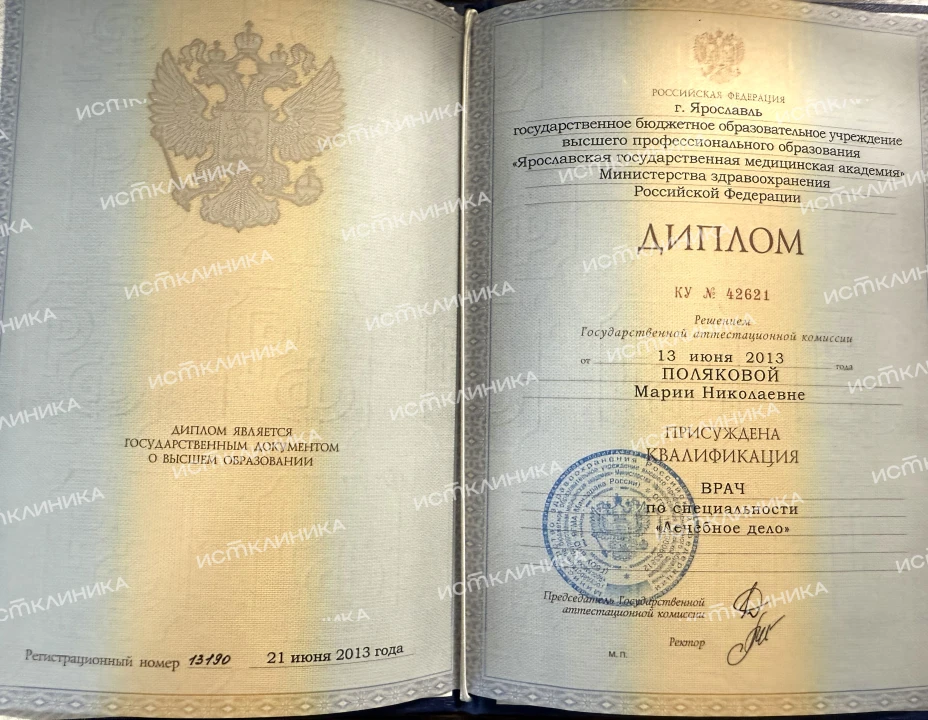 ДИПЛОМ ЯВЛЯЕТСЯ
ГОСУДАРСТВЕННЫМ ДОКУМЕНТОМ
О ВЫСШЕМ ОБРАЗОВАНИИ
Регистрационный номер 13190 21 июня 2013 года
РОССИЙСКАЯ ФЕДЕРАЦИЯ
г. Ярославль
государственное бюджетное образовательное учреждение
высшего профессионального образования
«Ярославская государственная медицинская академия»
Министерства здравоохранения
Российской Федерации
ДИПЛОМ
КУ № 42621
Решением
Государственной аттестационной комиссии
от 13 июня 2013 года
ПОЛЯКОВОЙ
Марии Николаевне
ПРИСУЖДЕНА
КВАЛИФИКАЦИЯ
ВРАЧ
по специальности
«Лечебное дело»
Председатель Государственной
аттестационной комиссии
Ректор
М.П.
ИСТКЛИНИКА